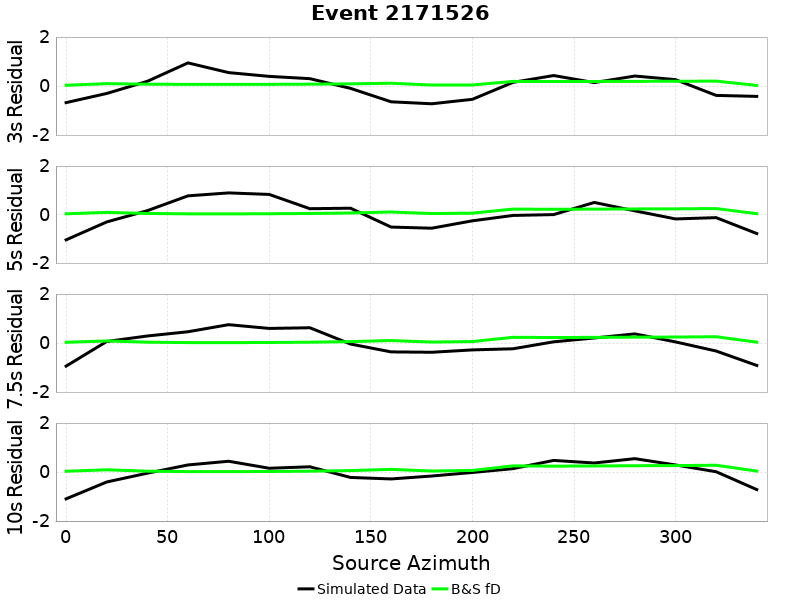 Event 2171526
3s Residual
2
0
-2
5s Residual
2
0
-2
7.5s Residual
2
0
-2
10s Residual
2
0
-2
0 50 100 150 200 250 300
Source Azimuth
Simulated Data B&S fD